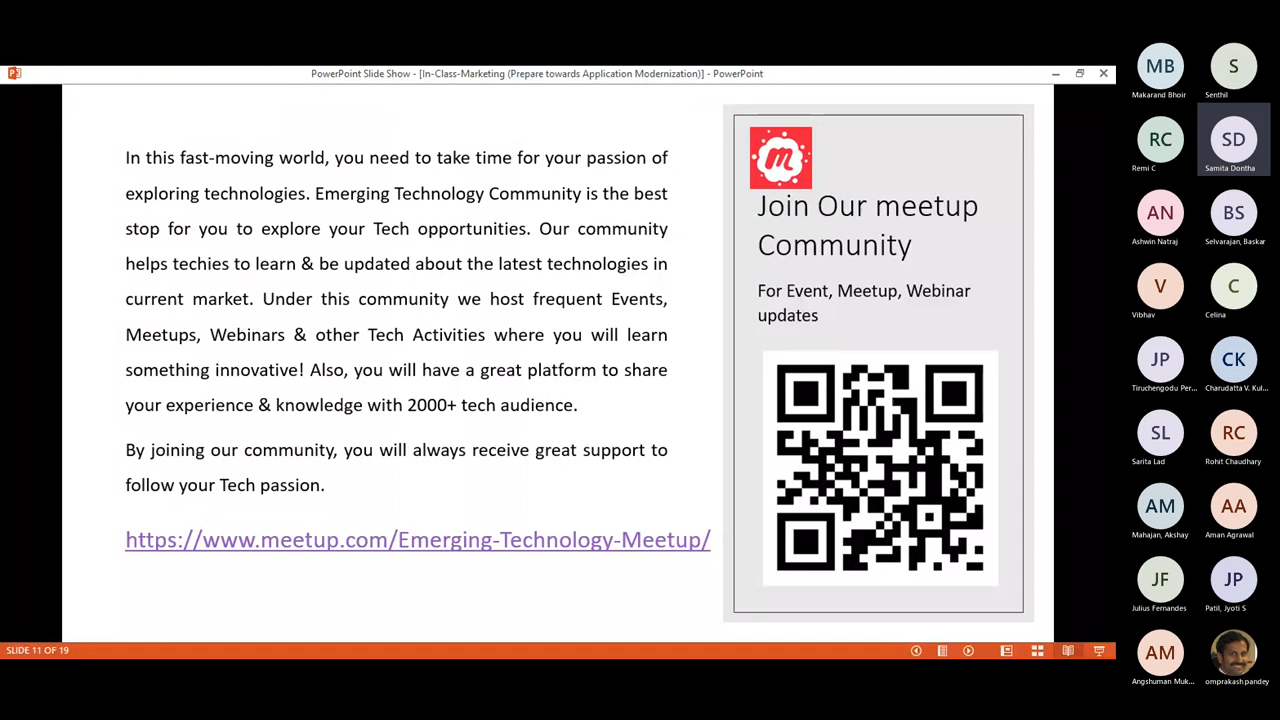 PowerPoint Slide Show - [In-Class-Marketing (Prepare towards Application Modernization)] - PowerPoint
In this fast-moving world, you need to take time for your passion of
exploring technologies. Emerging Technology Community is the best
stop for you to explore your Tech opportunities. Our community
helps techies to learn & be updated about the latest technologies in
current market. Under this community we host frequent Events,
Meetups, Webinars & other Tech Activities where you will learn
something innovative! Also, you will have a great platform to share
your experience & knowledge with 2000+ tech audience.
By joining our community, you will always receive great support to
follow your Tech passion.
https://www.meetup.com/Emerging-Technology-Meetup/
m
Join Our meetup
Community
For Event, Meetup, Webinar
updates
SLIDE 11 OF 19
MB
Makarand Bhoir
S
Senthil
RC
Remi C
SD
Samita Dontha
AN
Ashwin Natraj
BS
Selvarajan, Baskar
V
Vibhav
C
Celina
JP
Tiruchengodu Per...
CK
Charudatta V. Kul...
SL
Sarita Lad
RC
Rohit Chaudhary
AM
Mahajan, Akshay
AA
Aman Agrawal
JF
Julius Fernandes
JP
Patil, Jyoti S
AM
Angshuman Muk...
omprakash pandey